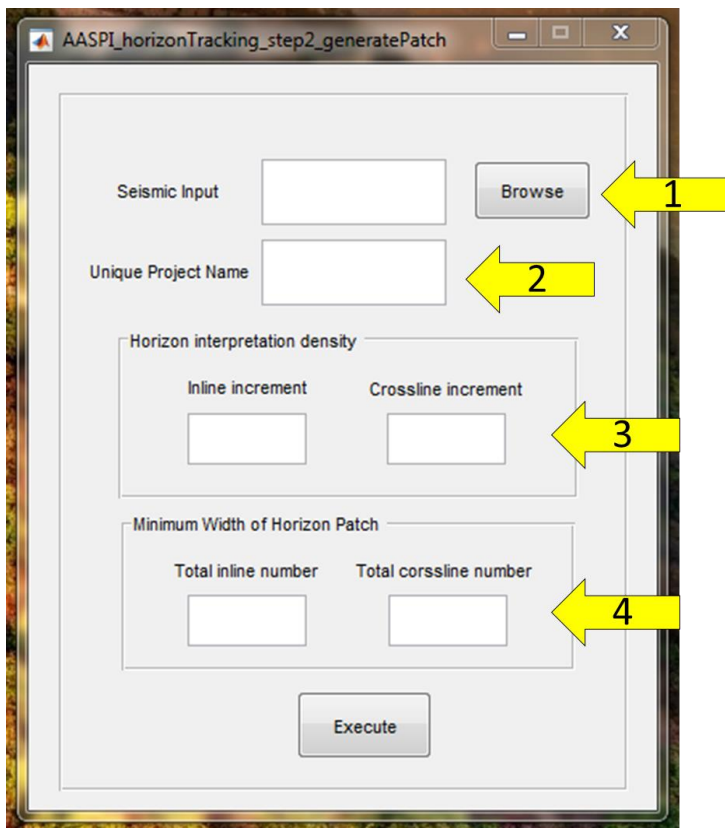 AASPI_horizonTracking_step2_generatePatch
Seismic Input
Browse
1
Unique Project Name
2
Horizon interpretation density
Inline increment
Crossline increment
3
Minimum Width of Horizon Patch
Total inline number
Total corssline number
4
Execute